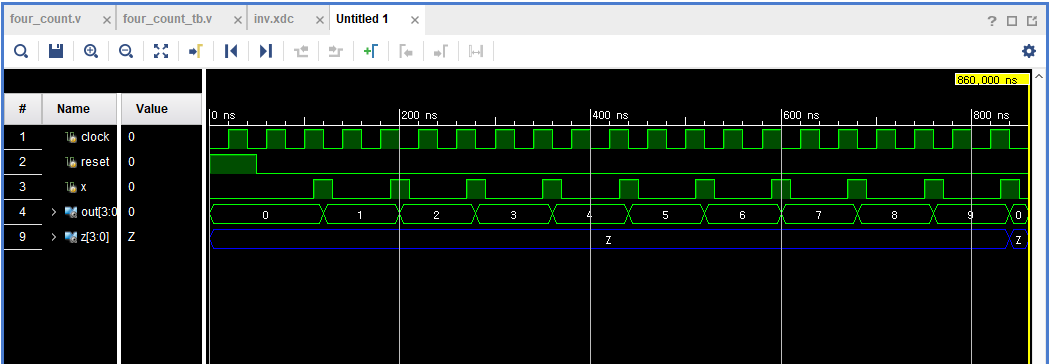 four_count.v × four_count_tb.v × inv.xdc × Untitled 1 × ?
860,000 ns
# Name Value
0 ns 200 ns 400 ns 600 ns 800 ns
1 clock 0
2 reset 0
3 x 0
4 out[3:0 0 0 1 2 3 4 5 6 7 8 9 0
9 z[3:0] Z Z Z